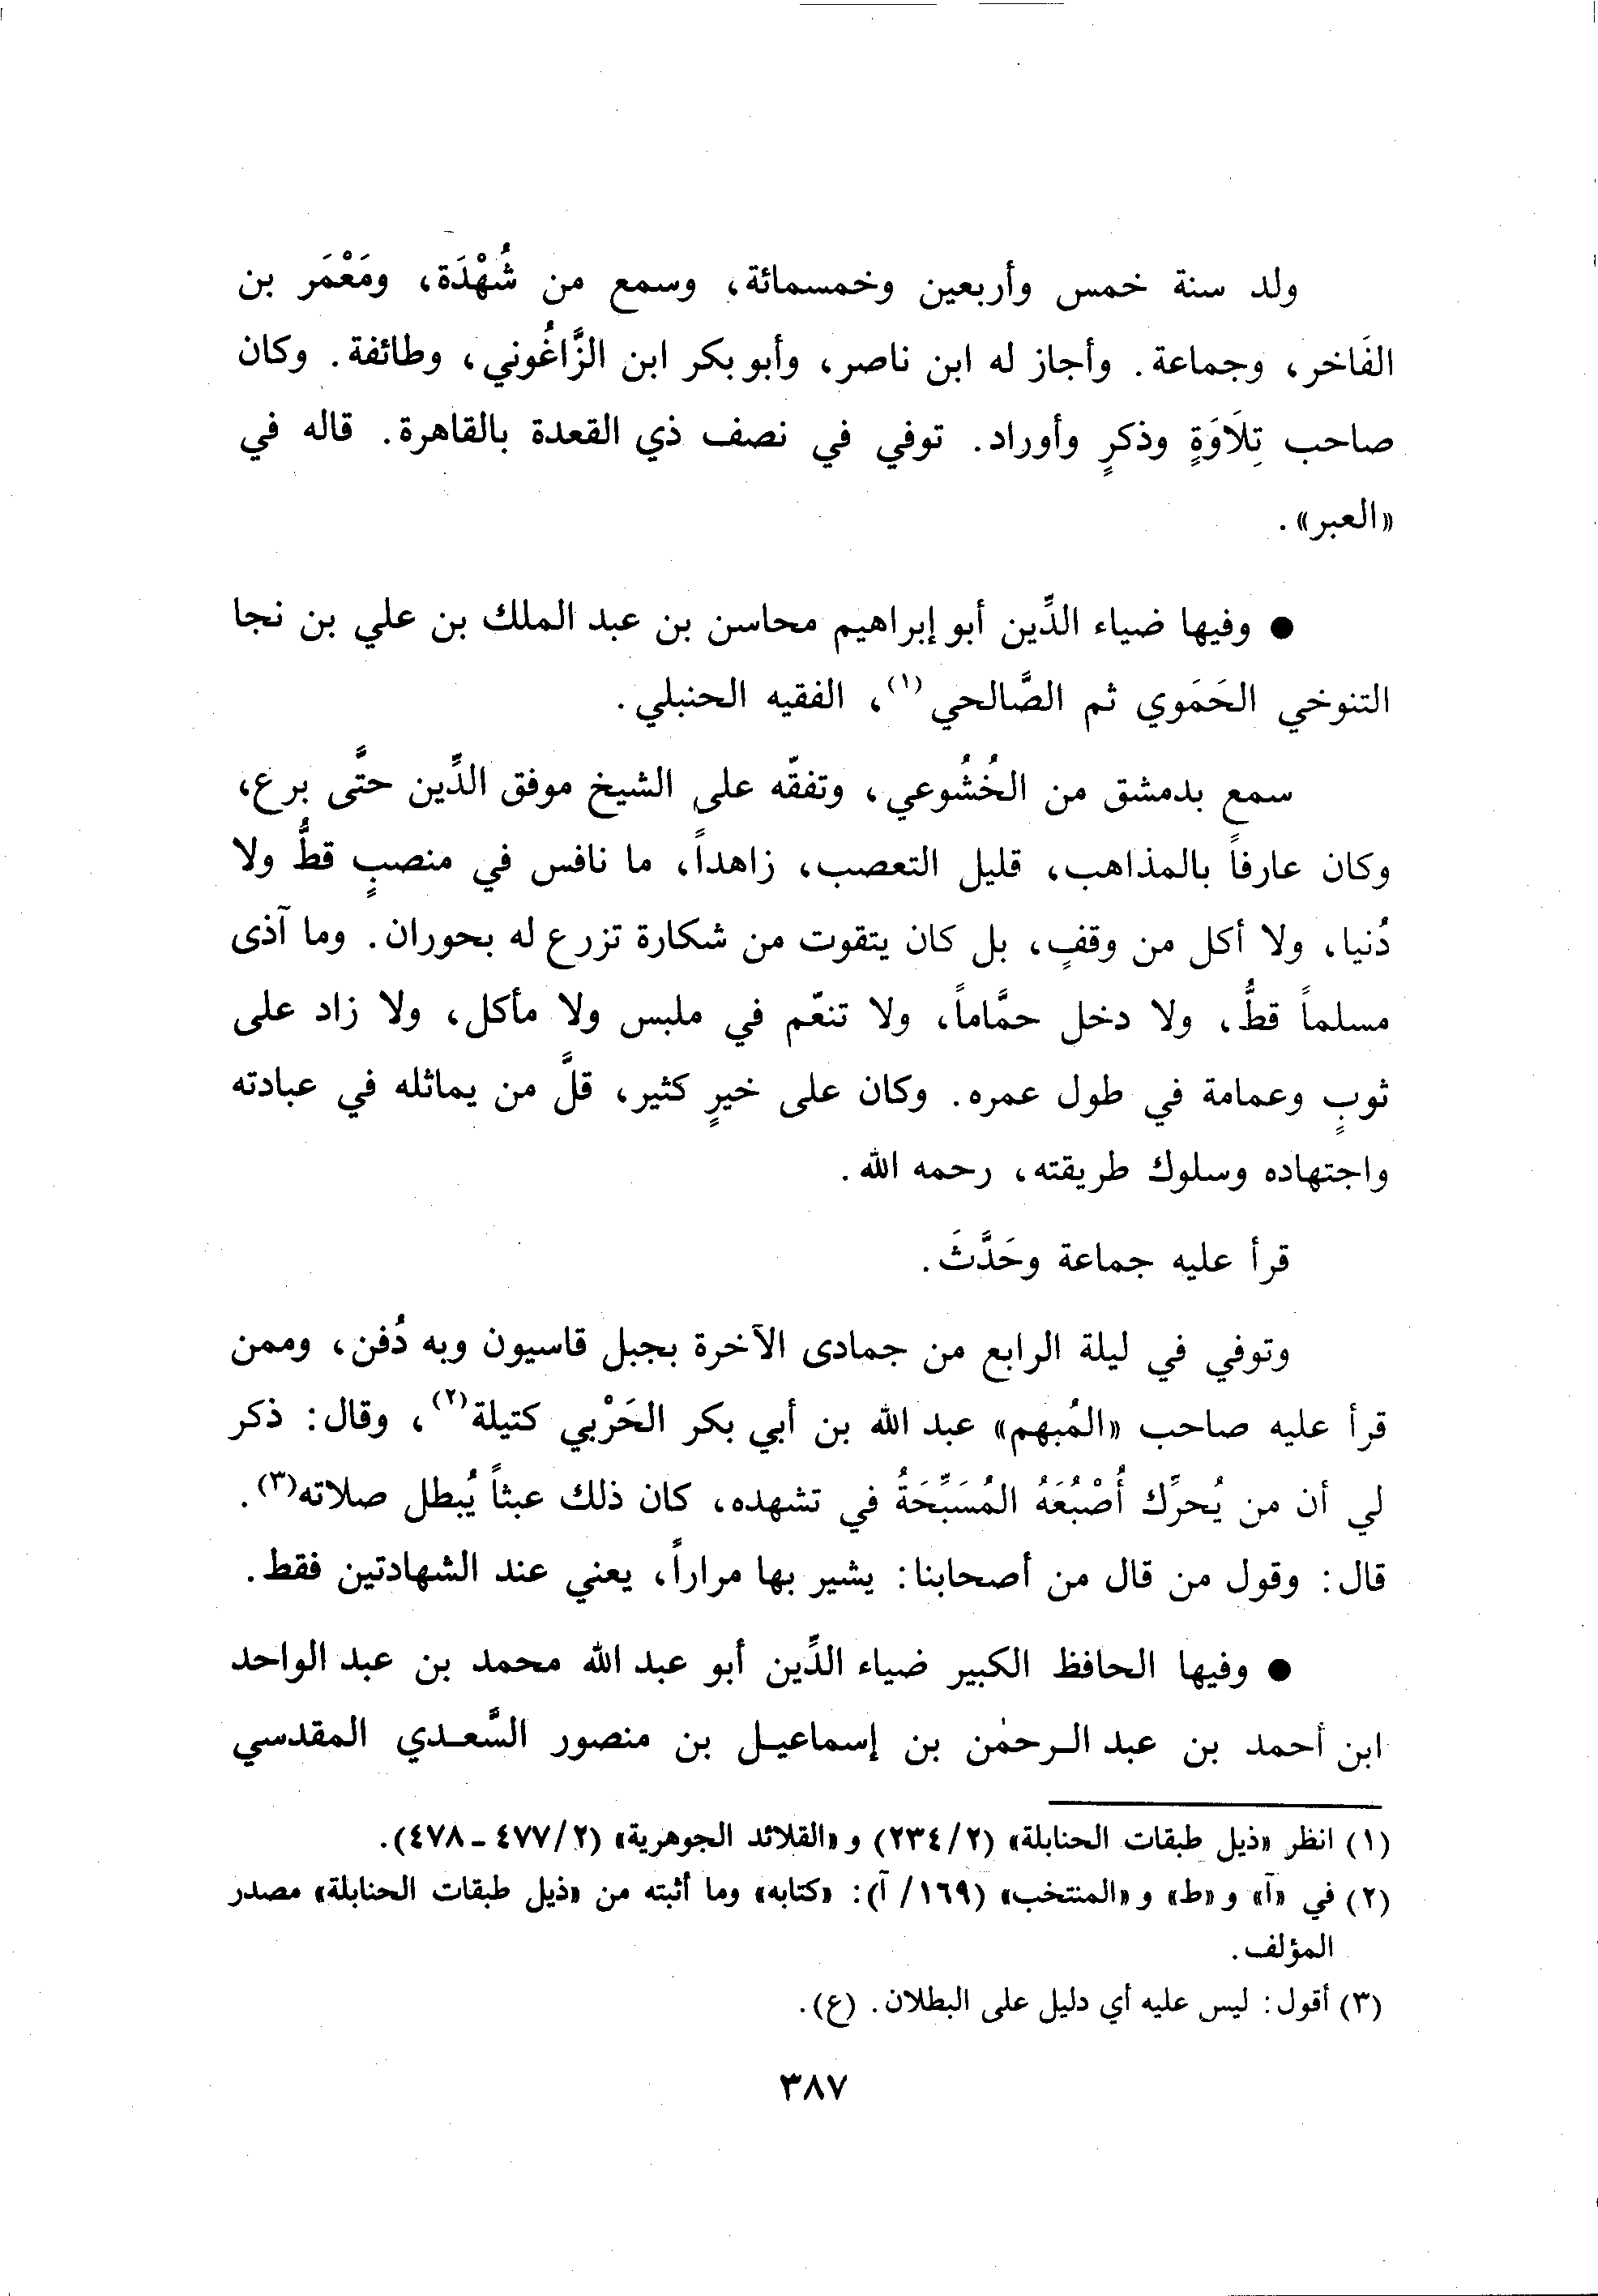 ولد سنة خمس وأربعين وخمسمائة، وسمع من شُهْدَة، ومَعْمَر بن
الفَاخر، وجماعة. وأجاز له ابن ناصر، وأبو بكر ابن الزَّاغُوني، وطائفة. وكان
صاحب تِلَاوَةٍ وذكرٍ وأوراد. توفي في نصف ذي القعدة بالقاهرة. قاله في
«العبر».
● وفيها ضياء الدِّين أبو إبراهيم محاسن بن عبد الملك بن علي بن نجا
التنوخي الحَمَوي ثم الصَّالحي (١)، الفقيه الحنبلي.
سمع بدمشق من الخُشُوعي، وتفقّه على الشيخ موفق الدِّين حتَّى برع،
وكان عارفاً بالمذاهب، قليل التعصب، زاهداً، ما نافس في منصبٍ قطُّ ولا
دُنيا، ولا أكل من وقفٍ، بل كان يتقوت من شكارة تزرع له بحوران. وما آذى
مسلماً قطُّ، ولا دخل حمَّاماً، ولا تنعّم في ملبس ولا مأكل، ولا زاد على
ثوبٍ وعمامة في طول عمره. وكان على خيرٍ كثير، قلَّ من يماثله في عبادته
واجتهاده وسلوك طريقته، رحمه الله.
قرأ عليه جماعة وحَدَّثَ.
وتوفي في ليلة الرابع من جمادى الآخرة بجبل قاسيون وبه دُفن، وممن
قرأ عليه صاحب «المُبهم» عبد الله بن أبي بكر الحَرْبي كتيلة(٢)، وقال: ذكر
لي أن من يُحرِّك أُصْبُعَهُ المُسَبِّحَةُ في تشهده، كان ذلك عبثاً يُبطل صلاته(٣).
قال: وقول من قال من أصحابنا: يشير بها مراراً، يعني عند الشهادتين فقط.
● وفيها الحافظ الكبير ضياء الدِّين أبو عبد الله محمد بن عبد الواحد
ابن أحمد بن عبد الـرحمٰن بن إسماعيـل بن منصور السَّعـدي المقدسي
(١) انظر «ذيل طبقات الحنابلة» (٢/ ٢٣٤) و «القلائد الجوهرية» (٢/ ٤٧٧ - ٤٧٨).
(٢) في «آ» و «ط» و «المنتخب» (١٦٩/ آ): «كتابه» وما أثبته من «ذيل طبقات الحنابلة» مصدر
المؤلف.
(٣) أقول: ليس عليه أي دليل على البطلان. (ع).
٣٨٧